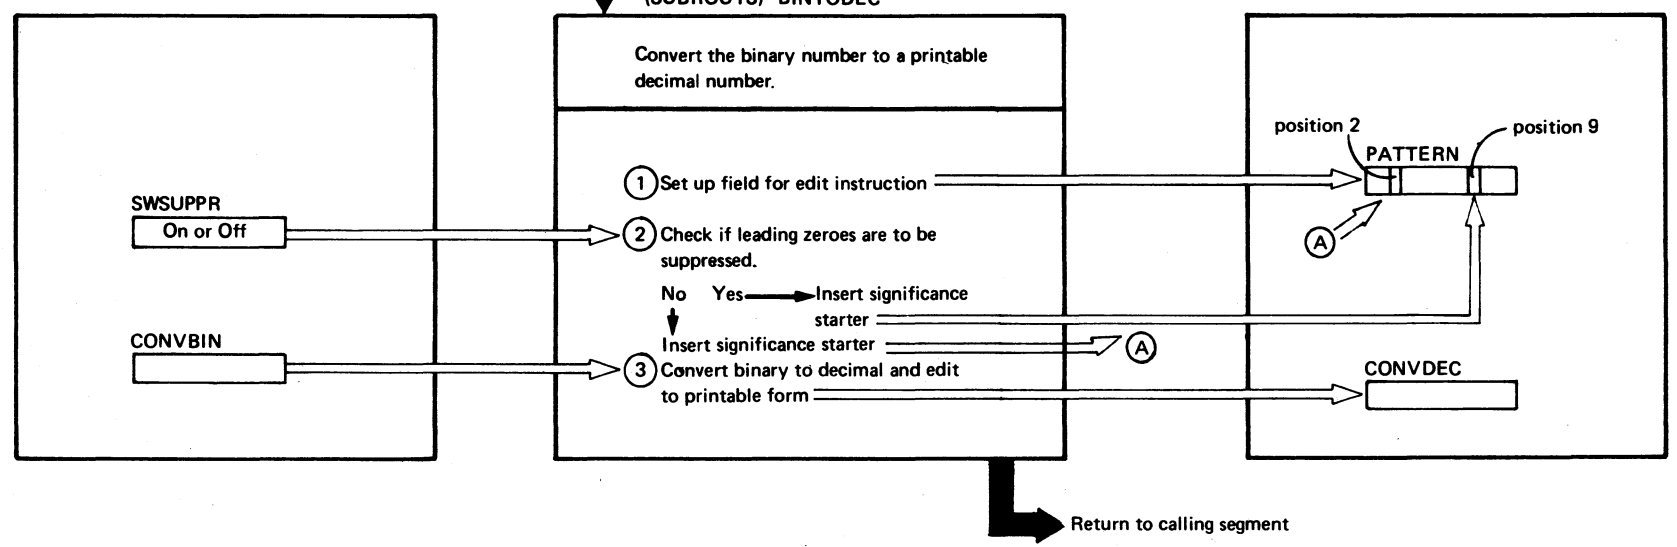 (SUBROUTS) BINTODEC
Convert the binary number to a printable
decimal number.
position 2
position 9
PATTERN
1 Set up field for edit instruction
SWSUPPR
On or Off
2 Check if leading zeroes are to be
suppressed.
A
No Yes Insert significance
starter
CONVBIN
Insert significance starter
A
3 Convert binary to decimal and edit
to printable form
CONVDEC
Return to calling segment